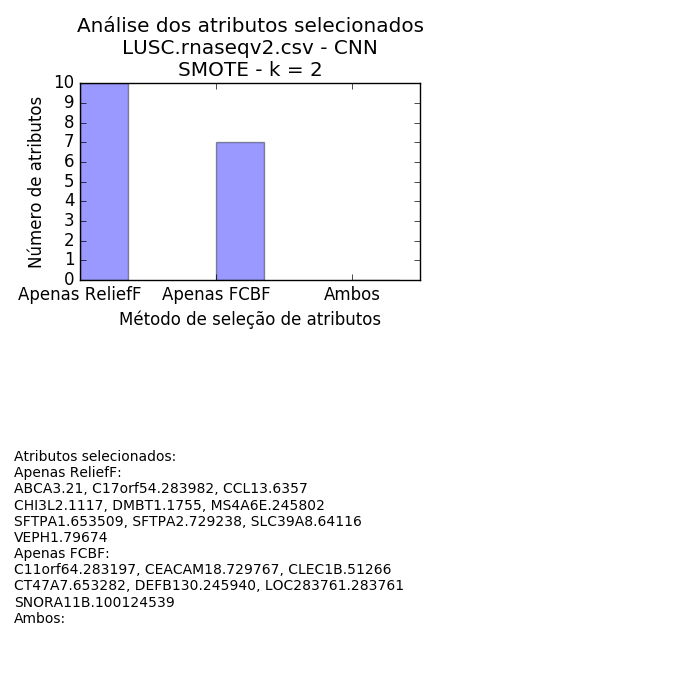 Análise dos atributos selecionados
LUSC.rnaseqv2.csv - CNN
SMOTE - k = 2
10
9
8
7
6
5
4
3
2
1
0
Número de atributos
Apenas ReliefF Apenas FCBF Ambos
Método de seleção de atributos
Atributos selecionados:
Apenas ReliefF:
ABCA3.21, C17orf54.283982, CCL13.6357
CHI3L2.1117, DMBT1.1755, MS4A6E.245802
SFTPA1.653509, SFTPA2.729238, SLC39A8.64116
VEPH1.79674
Apenas FCBF:
C11orf64.283197, CEACAM18.729767, CLEC1B.51266
CT47A7.653282, DEFB130.245940, LOC283761.283761
SNORA11B.100124539
Ambos: